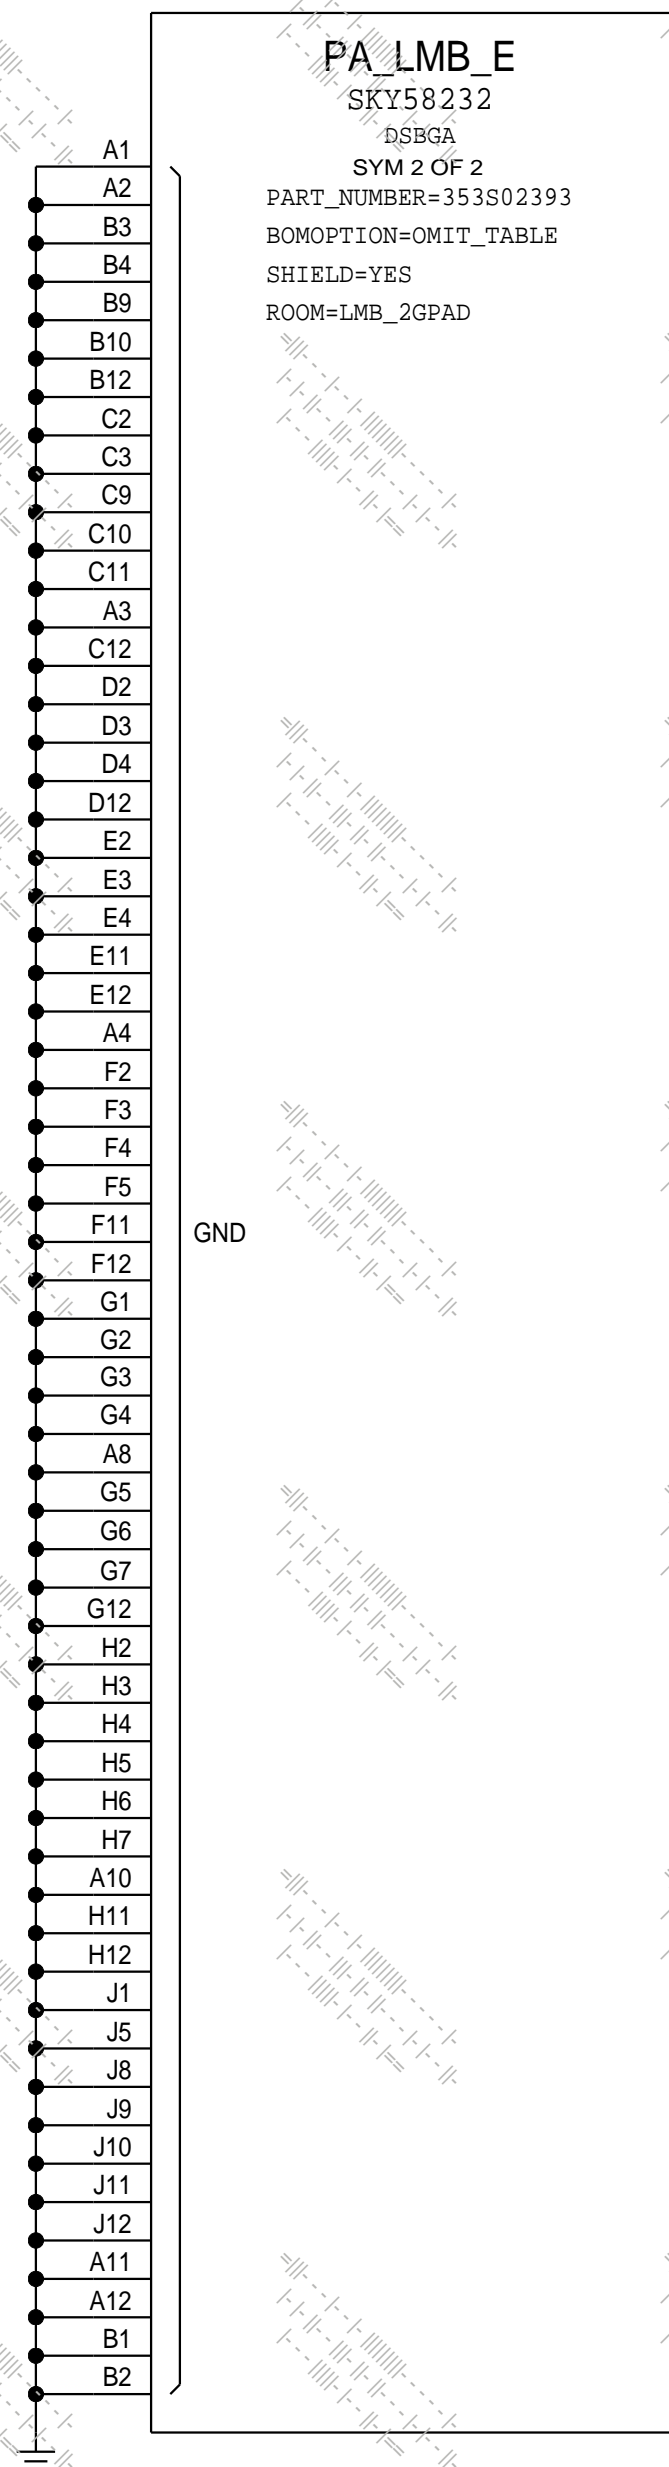 PA_LMB_E
SKY58232
DSBGA
SYM 2 OF 2
PART_NUMBER=353S02393
BOMOPTION=OMIT_TABLE
SHIELD=YES
ROOM=LMB_2GPAD
A1
A2
B3
B4
B9
B10
B12
C2
C3
C9
C10
C11
A3
C12
D2
D3
D4
D12
E2
E3
E4
E11
E12
A4
F2
F3
F4
F5
F11
GND
F12
G1
G2
G3
G4
A8
G5
G6
G7
G12
H2
H3
H4
H5
H6
H7
A10
H11
H12
J1
J5
J8
J9
J10
J11
J12
A11
A12
B1
B2